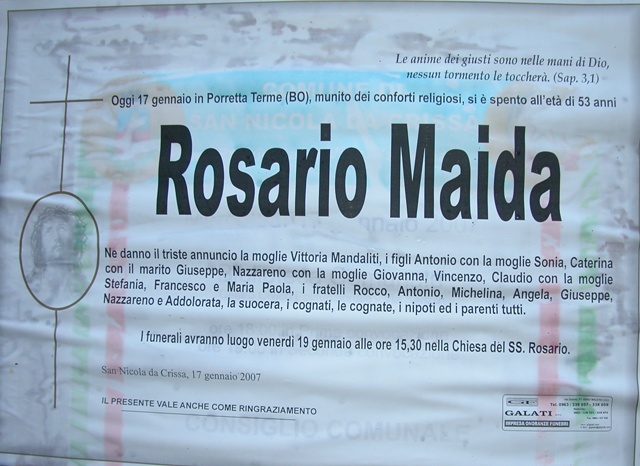 Le anime dei giusti sono nelle mani di Dio,
nessun tormento le toccherà. (Sap. 3,1)
Oggi 17 gennaio in Porretta Terme (BO), munito dei conforti religiosi, si è spento all'età di 53 anni
Rosario Maida
Ne danno il triste annuncio la moglie Vittoria Mandaliti, i figli Antonio con la moglie Sonia, Caterina
con il marito Giuseppe, Nazzareno con la moglie Giovanna, Vincenzo, Claudio con la moglie
Stefania, Francesco e Maria Paola, i fratelli Rocco, Antonio, Michelina, Angela, Giuseppe,
Nazzareno e Addolorata, la suocera, i cognati, le cognate, i nipoti ed i parenti tutti.
I funerali avranno luogo venerdì 19 gennaio alle ore 15,30 nella Chiesa del SS. Rosario.
San Nicola da Crissa, 17 gennaio 2007
IL PRESENTE VALE ANCHE COME RINGRAZIAMENTO
GALATI
IMPRESA ONORANZE FUNEBRI
CONSIGLIO COMUNALE